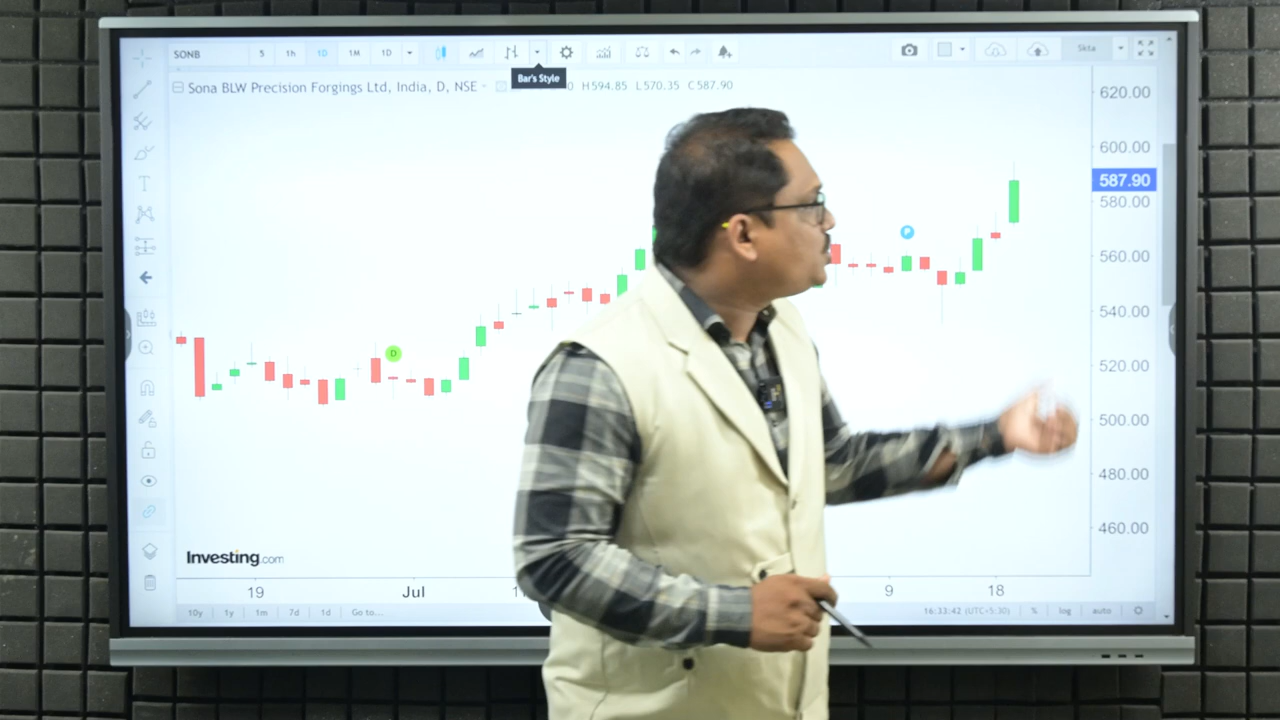 SONB 5 1h 1D 1M 1D 5kta
Bar's Style
Sona BLW Precision Forgings Ltd, India, D, NSE 0 H594.85 L570.35 C587.90
620.00
600.00
587.90
580.00
P
560.00
540.00
D
520.00
500.00
480.00
460.00
Investing.com
19 Jul 1 9 18
10y 1y 1m 7d 1d Go to... 16:33:42 (UTC+5:30) % log auto